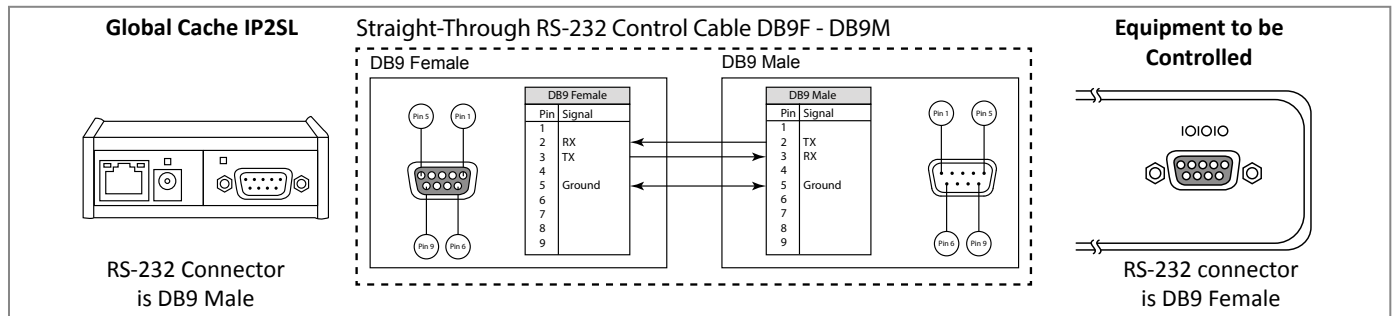 Global Cache IP2SL
RS-232 Connector
is DB9 Male
Straight-Through RS-232 Control Cable DB9F - DB9M
DB9 Female
Pin 5
Pin 1
Pin 9
Pin 6
DB9 Female
Pin Signal
1
2 RX
3 TX
4
5 Ground
6
7
8
9
DB9 Male
DB9 Male
Pin Signal
1
2 TX
3 RX
4
5 Ground
6
7
8
9
Pin 1
Pin 5
Pin 6
Pin 9
Equipment to be
Controlled
IOIOIO
RS-232 connector
is DB9 Female